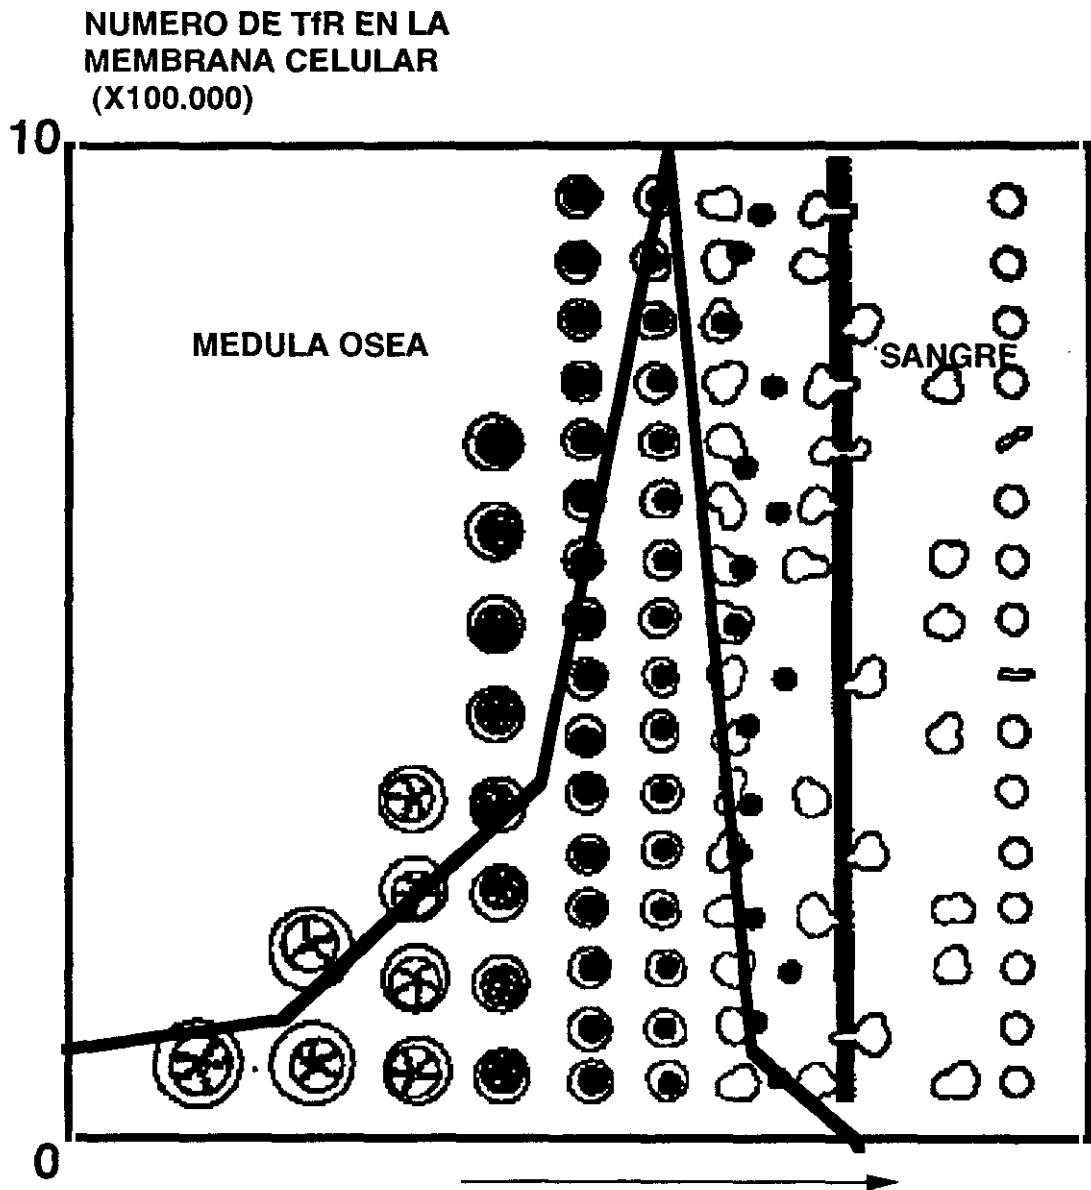 NUMERO DE TfR EN LA
MEMBRANA CELULAR
(X100.000)
10
MEDULA OSEA
SANGRE
0